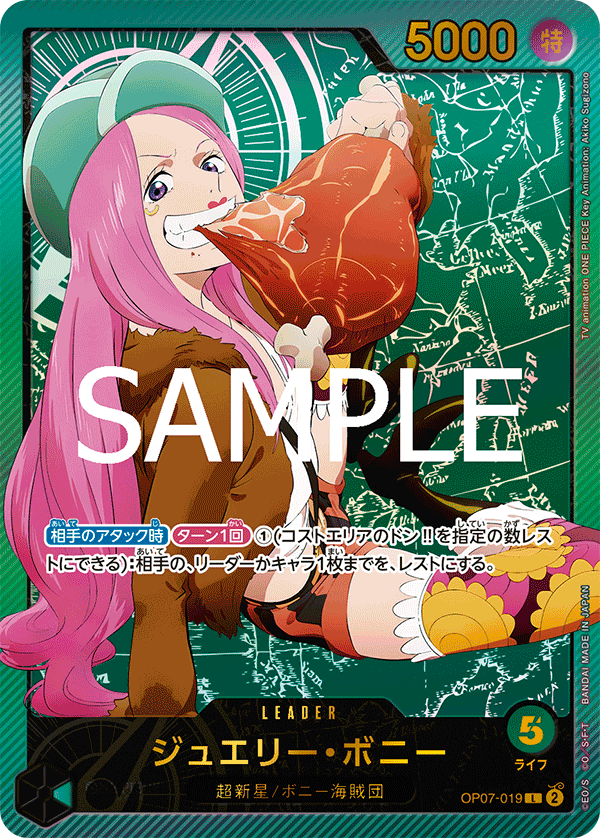 5000 特
TV animation ONE PIECE Key Animation: Akiko Sugizono
SAMPLE
相手のアタック時 ターン1回 ①(コストエリアのドン!!を指定の数レス
トにできる):相手の、リーダーかキャラ1枚までを、レストにする。
LEADER
ジュエリー・ボニー
超新星/ボニー海賊団
5
ライフ
OP07-019 L 2
©E.O/S ©O.,S・F・T BANDAI MADE IN JAPAN